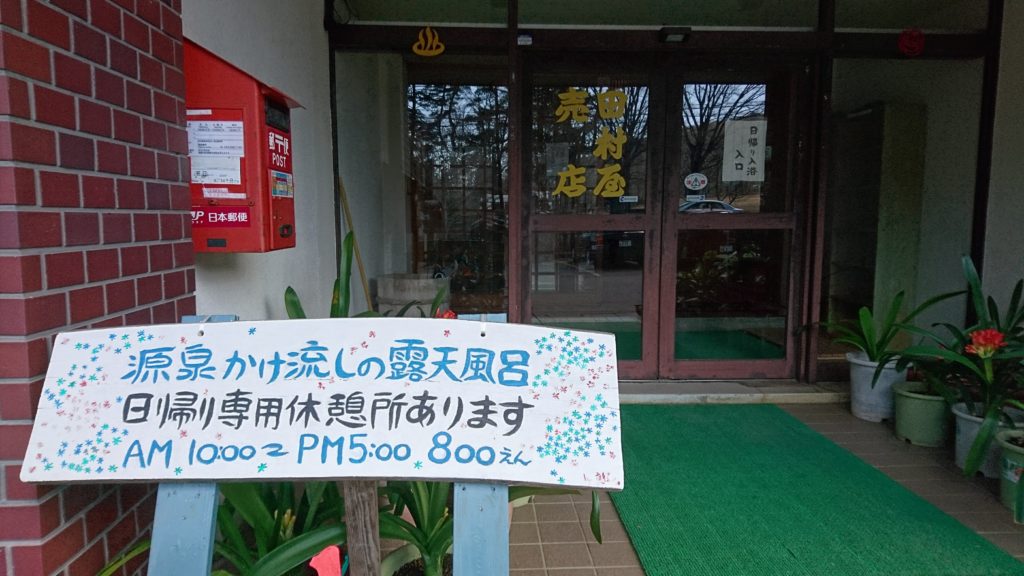 郵便
POST
日本郵便
田村屋
売店
日帰り入浴
入口
源泉かけ流しの露天風呂
日帰り専用休憩所あります
AM 10:00~PM5:00 800えん